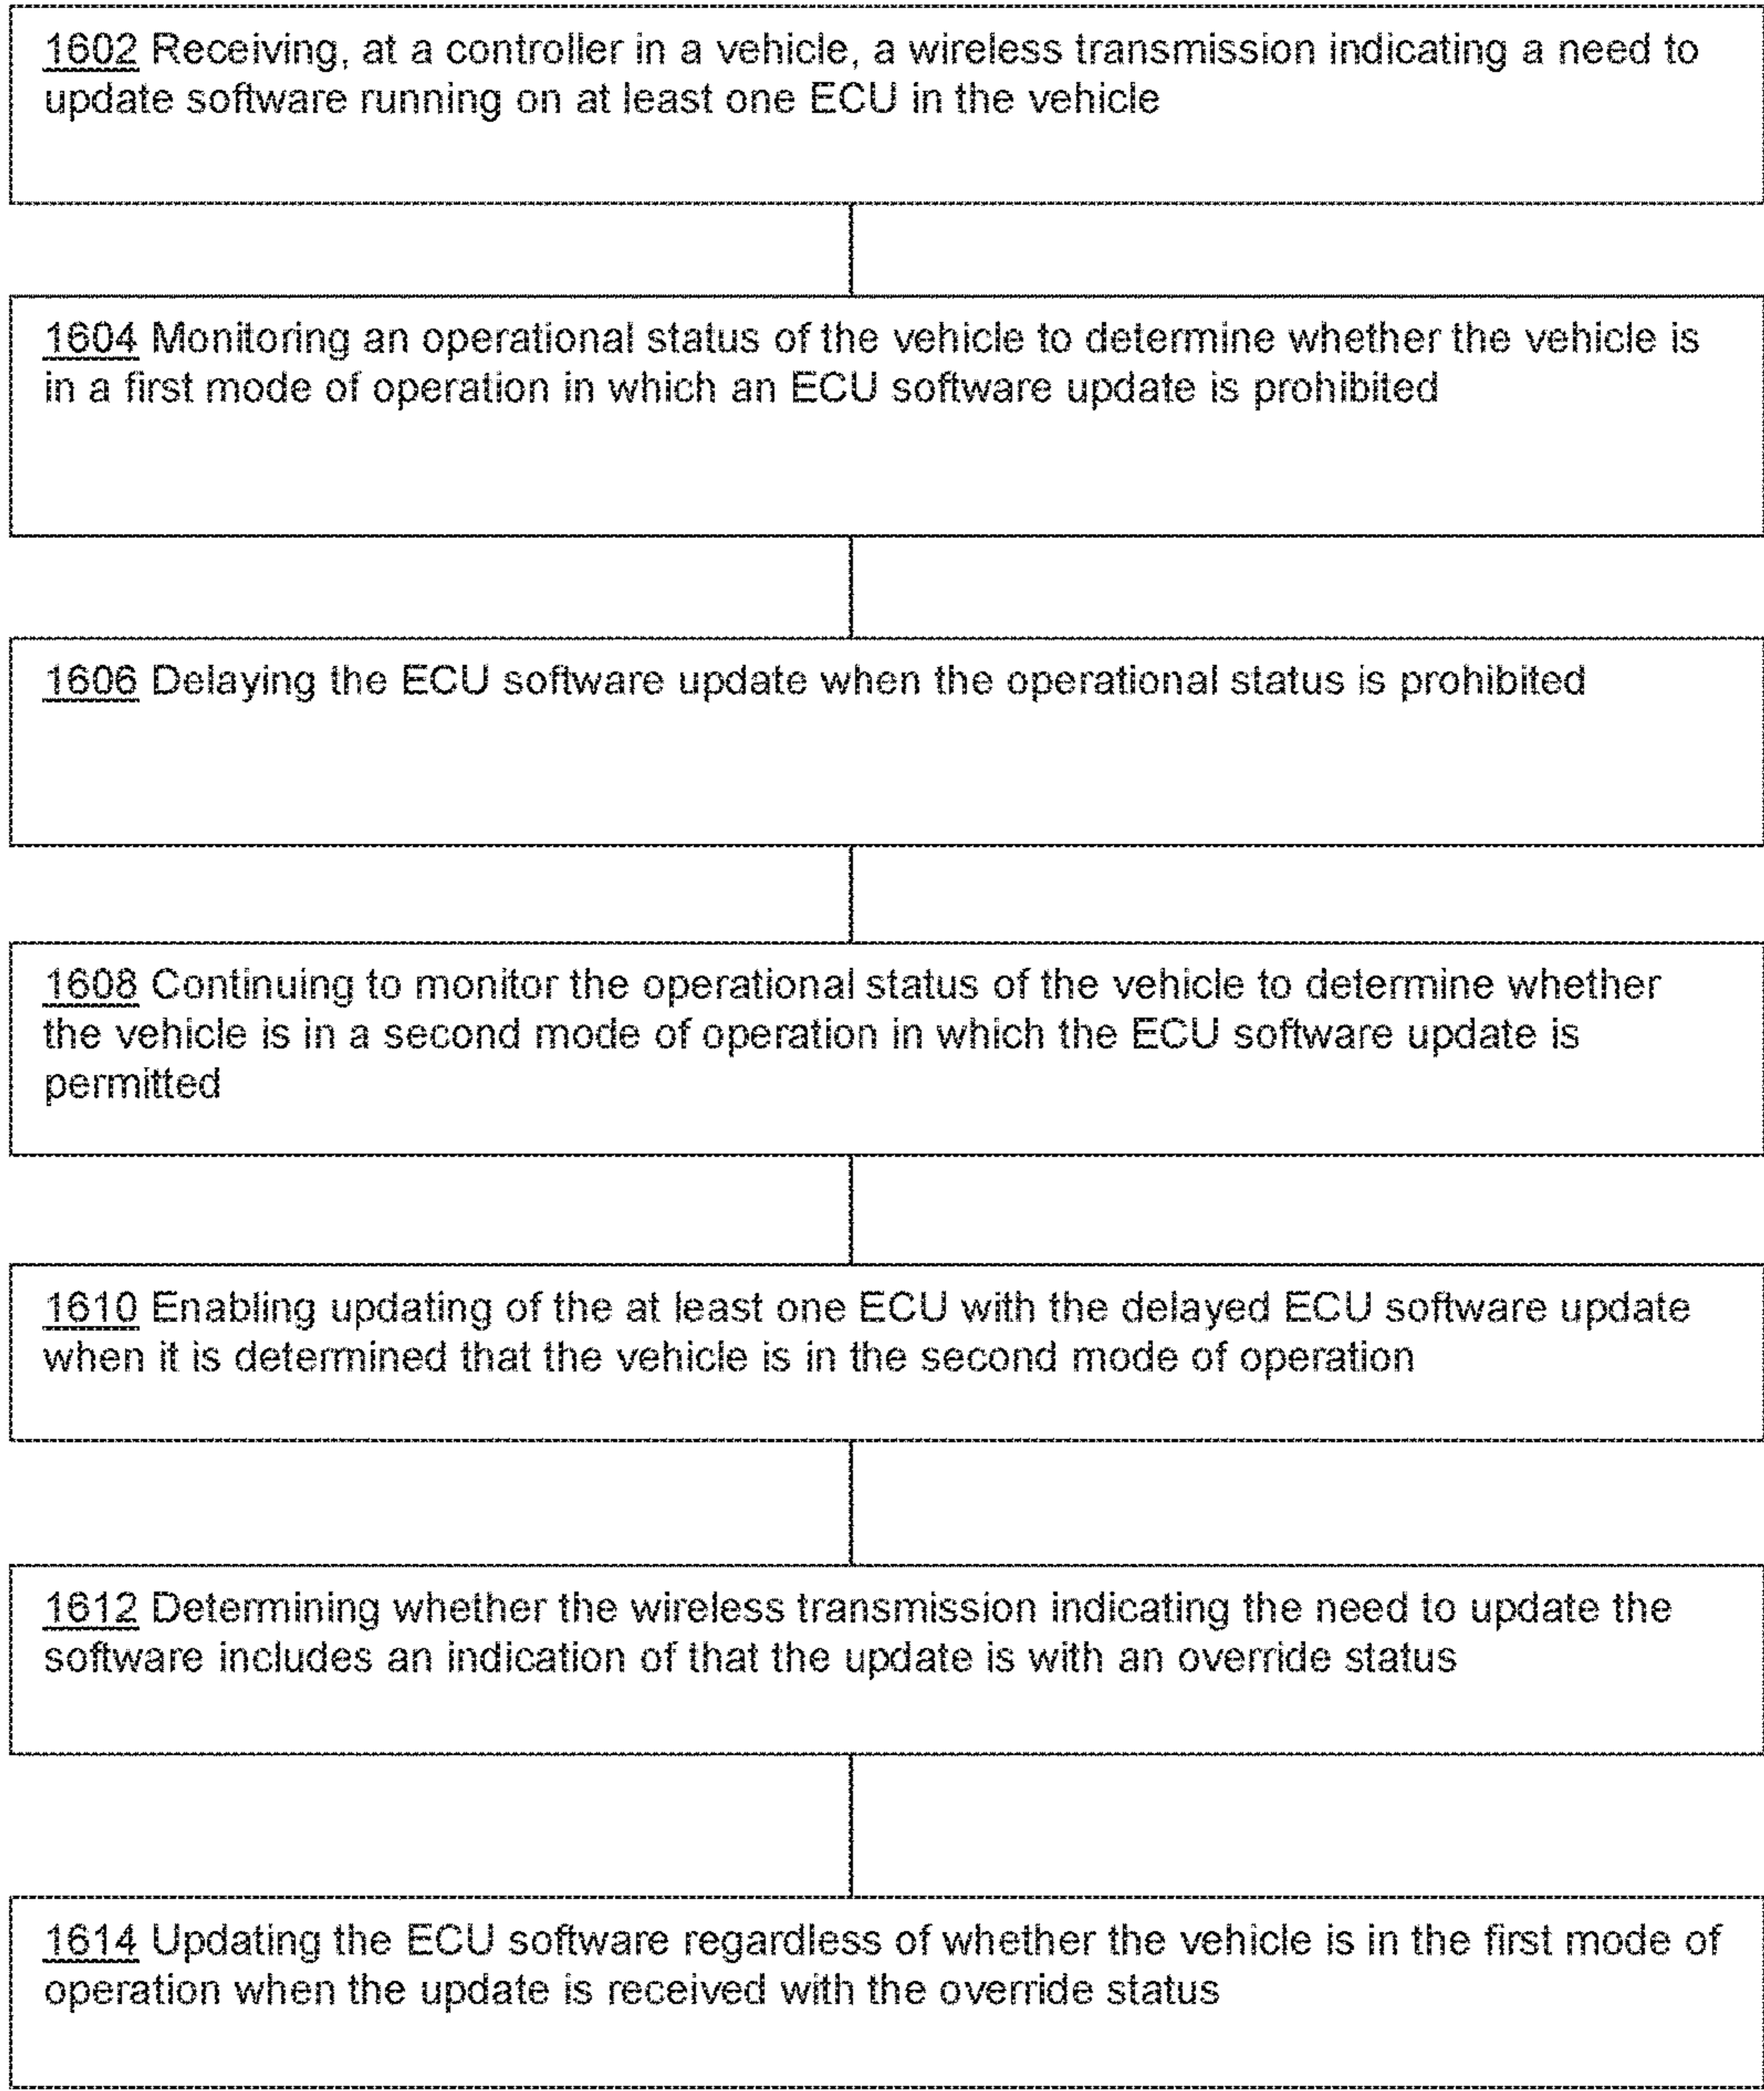 1602 Receiving, at a controller in a vehicle, a wireless transmission indicating a need to
update software running on at least one ECU in the vehicle
1604 Monitoring an operational status of the vehicle to determine whether the vehicle is
in a first mode of operation in which an ECU software update is prohibited
1606 Delaying the ECU software update when the operational status is prohibited
1608 Continuing to monitor the operational status of the vehicle to determine whether
the vehicle is in a second mode of operation in which the ECU software update is
permitted
1610 Enabling updating of the at least one ECU with the delayed ECU software update
when it is determined that the vehicle is in the second mode of operation
1612 Determining whether the wireless transmission indicating the need to update the
software includes an indication of that the update is with an override status
1614 Updating the ECU software regardless of whether the vehicle is in the first mode of
operation when the update is received with the override status